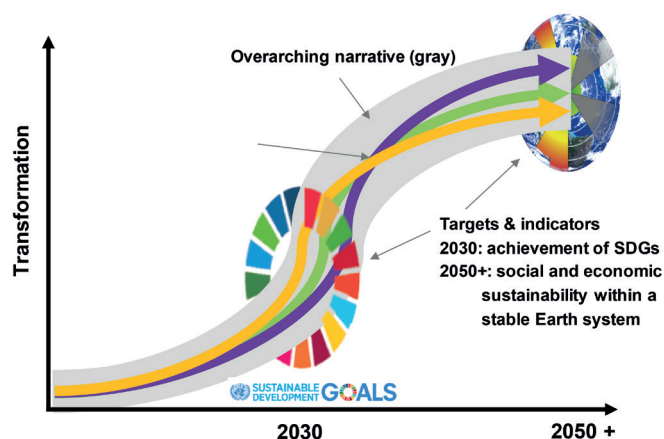 Overarching narrative (gray)
Transformation
Targets & indicators
2030: achievement of SDGs
2050+: social and economic
sustainability within a
stable Earth system
SUSTAINABLE
DEVELOPMENT
GOALS
2030
2050 +